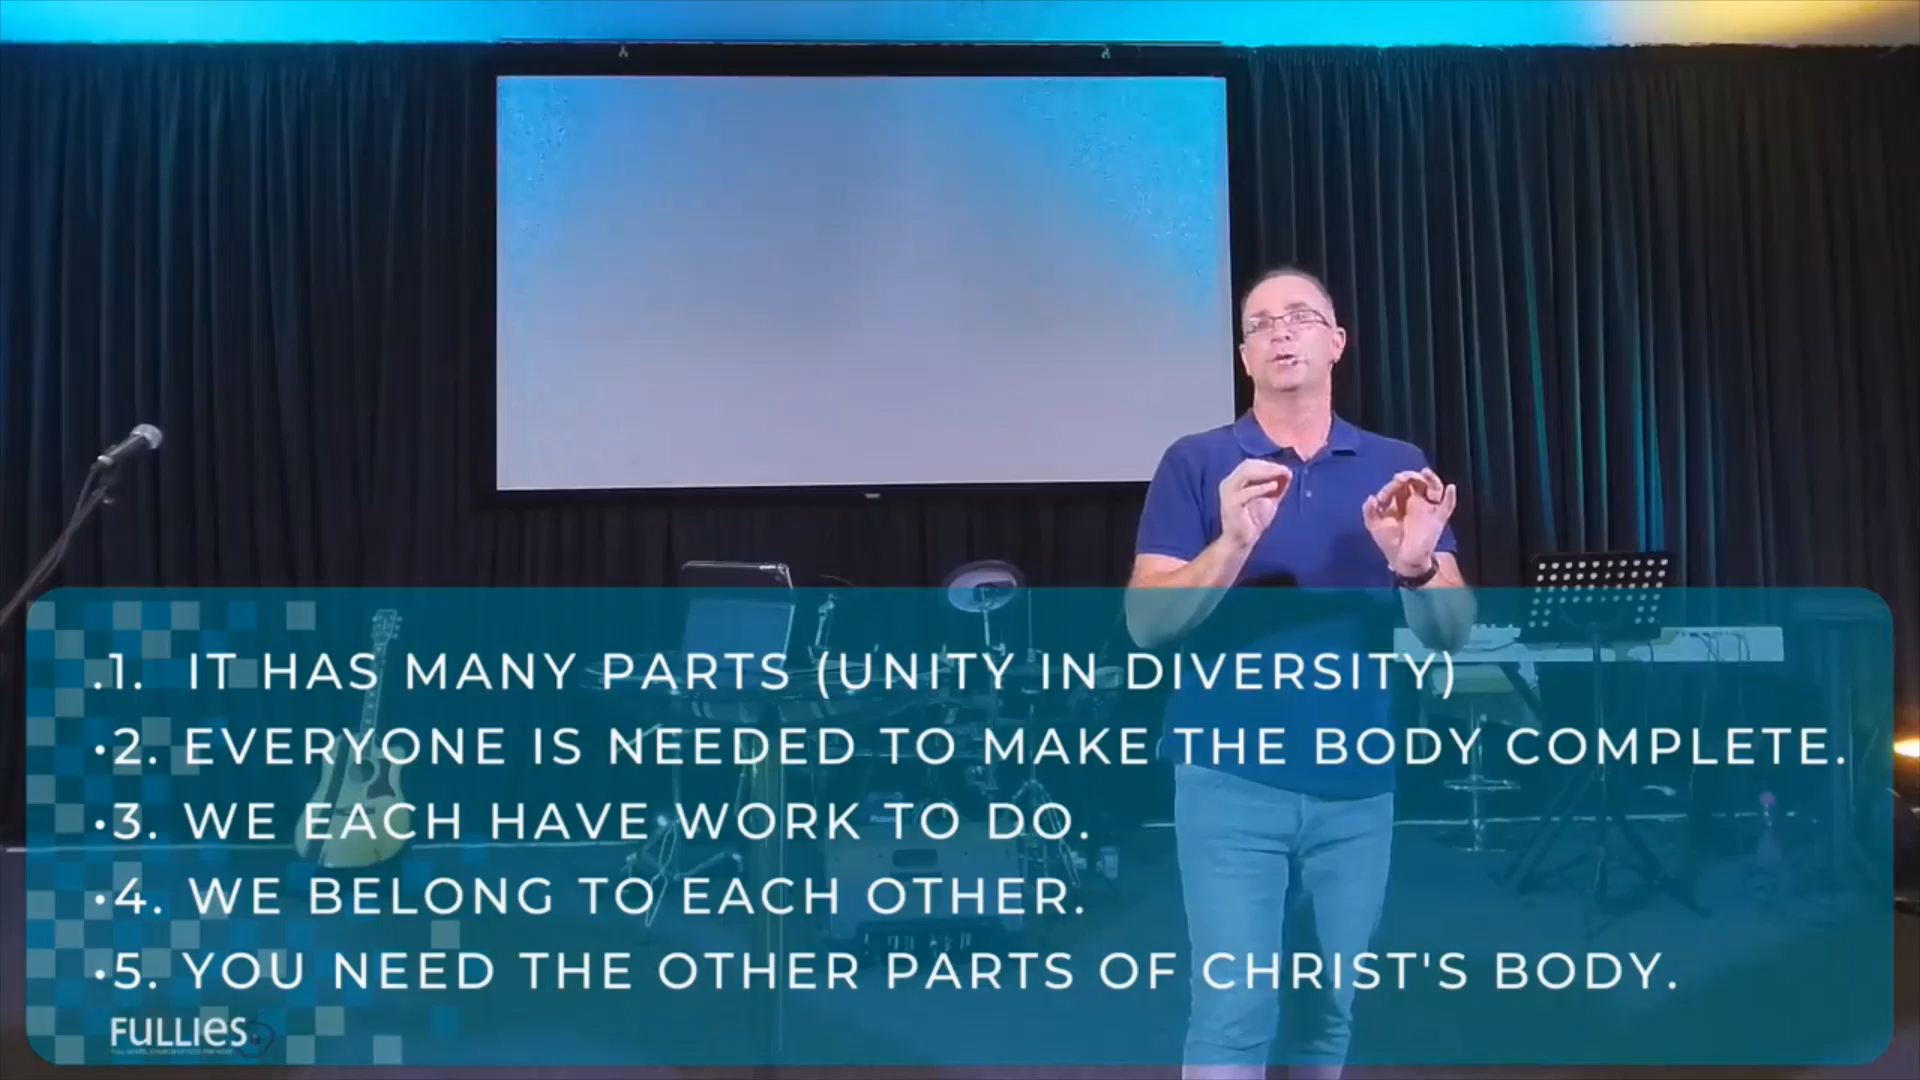 .1. IT HAS MANY PARTS (UNITY IN DIVERSITY)
•2. EVERYONE IS NEEDED TO MAKE THE BODY COMPLETE.
•3. WE EACH HAVE WORK TO DO.
•4. WE BELONG TO EACH OTHER.
•5. YOU NEED THE OTHER PARTS OF CHRIST'S BODY.
FULLIES